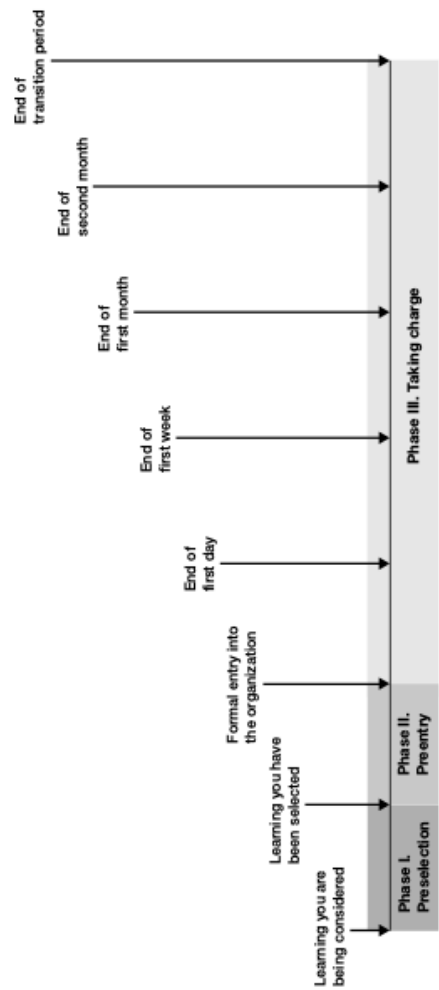 Learning you are
being considered
Learning you have
been selected
Formal entry into
the organization
End of
first day
End of
first week
End of
first month
End of
second month
End of
transition period
Phase I.
Preselection
Phase II.
Preentry
Phase III. Taking charge